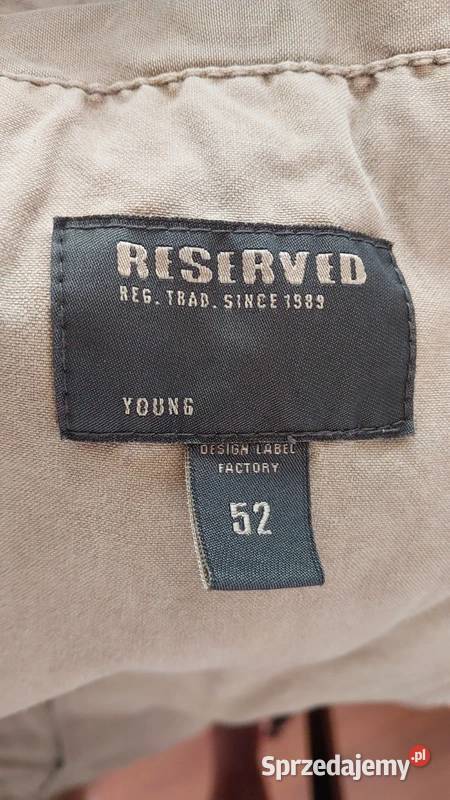 RESERVED
REG. TRAD. SINCE 1989
YOUNG
DESIGN LABEL
FACTORY
52
Sprzedajemy.pl